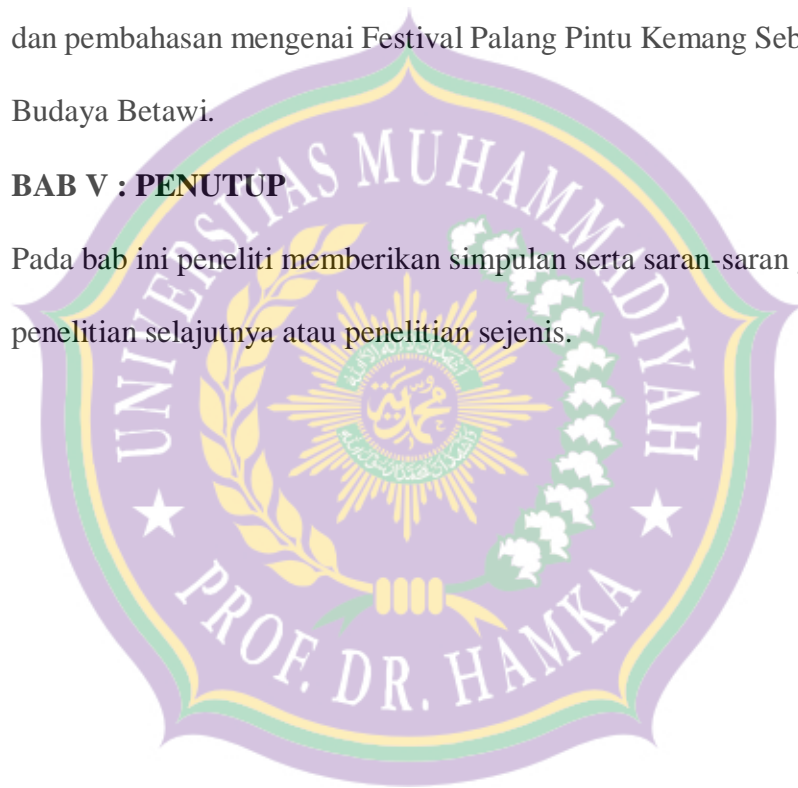 dan pembahasan mengenai Festival Palang Pintu Kemang Seb
Budaya Betawi.
BAB V : PENUTUP
Pada bab ini peneliti memberikan simpulan serta saran-saran
penelitian selajutnya atau penelitian sejenis.
UNIVERSITAS MUHAMMADIYAH
PROF. DR. HAMKA
محمدية